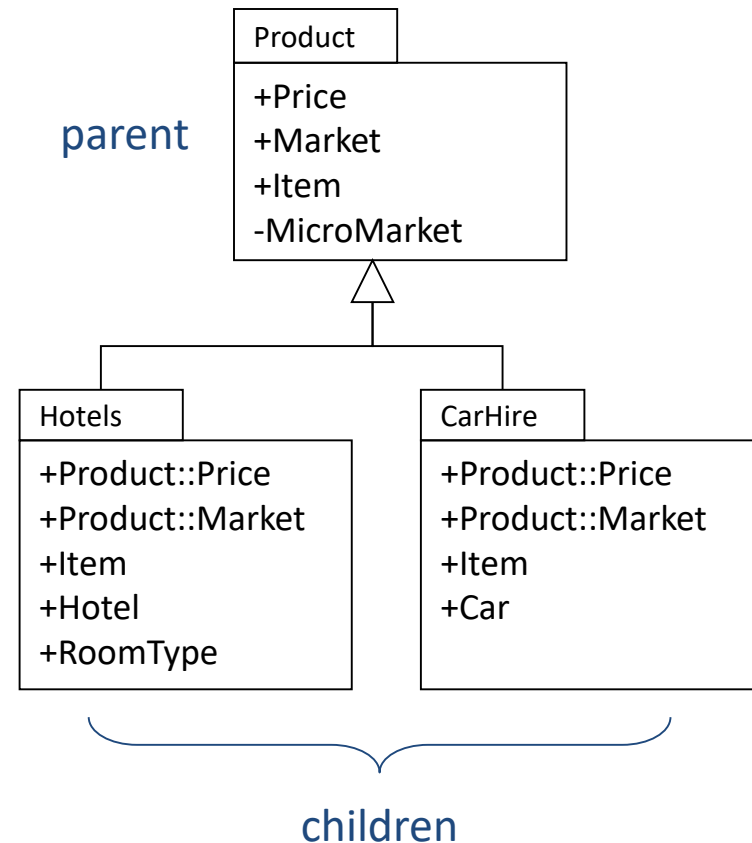 Product
+Price
+Market
+Item
-MicroMarket
parent
Hotels
+Product::Price
+Product::Market
+Item
+Hotel
+RoomType
CarHire
+Product::Price
+Product::Market
+Item
+Car
children